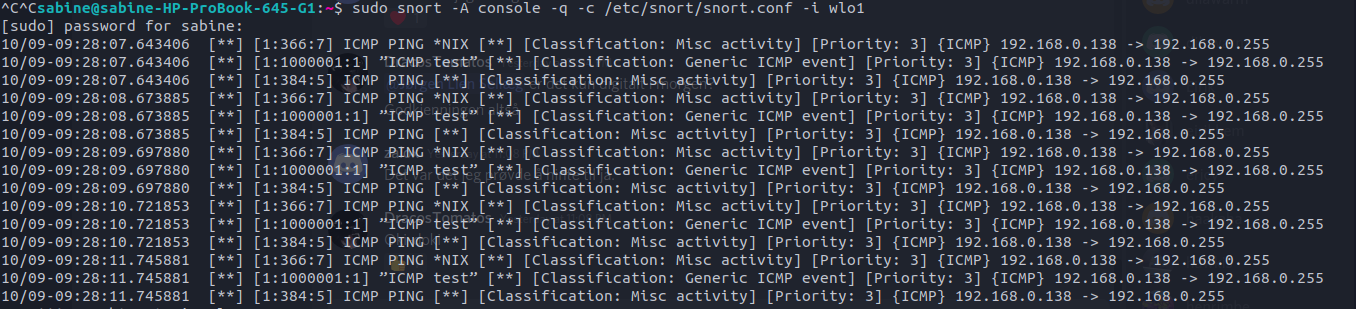 ^C^Csabine@sabine-HP-ProBook-645-G1:~$ sudo snort -A console -q -c /etc/snort/snort.conf -i wlo1
[sudo] password for sabine:
10/09-09:28:07.643406  [**] [1:366:7] ICMP PING *NIX [**] [Classification: Misc activity] [Priority: 3] {ICMP} 192.168.0.138 -> 192.168.0.255
10/09-09:28:07.643406  [**] [1:1000001:1] ”ICMP test” [**] [Classification: Generic ICMP event] [Priority: 3] {ICMP} 192.168.0.138 -> 192.168.0.255
10/09-09:28:07.643406  [**] [1:384:5] ICMP PING [**] [Classification: Misc activity] [Priority: 3] {ICMP} 192.168.0.138 -> 192.168.0.255
10/09-09:28:08.673885  [**] [1:366:7] ICMP PING *NIX [**] [Classification: Misc activity] [Priority: 3] {ICMP} 192.168.0.138 -> 192.168.0.255
10/09-09:28:08.673885  [**] [1:1000001:1] ”ICMP test” [**] [Classification: Generic ICMP event] [Priority: 3] {ICMP} 192.168.0.138 -> 192.168.0.255
10/09-09:28:08.673885  [**] [1:384:5] ICMP PING [**] [Classification: Misc activity] [Priority: 3] {ICMP} 192.168.0.138 -> 192.168.0.255
10/09-09:28:09.697880  [**] [1:366:7] ICMP PING *NIX [**] [Classification: Misc activity] [Priority: 3] {ICMP} 192.168.0.138 -> 192.168.0.255
10/09-09:28:09.697880  [**] [1:1000001:1] ”ICMP test” [**] [Classification: Generic ICMP event] [Priority: 3] {ICMP} 192.168.0.138 -> 192.168.0.255
10/09-09:28:09.697880  [**] [1:384:5] ICMP PING [**] [Classification: Misc activity] [Priority: 3] {ICMP} 192.168.0.138 -> 192.168.0.255
10/09-09:28:10.721853  [**] [1:366:7] ICMP PING *NIX [**] [Classification: Misc activity] [Priority: 3] {ICMP} 192.168.0.138 -> 192.168.0.255
10/09-09:28:10.721853  [**] [1:1000001:1] ”ICMP test” [**] [Classification: Generic ICMP event] [Priority: 3] {ICMP} 192.168.0.138 -> 192.168.0.255
10/09-09:28:10.721853  [**] [1:384:5] ICMP PING [**] [Classification: Misc activity] [Priority: 3] {ICMP} 192.168.0.138 -> 192.168.0.255
10/09-09:28:11.745881  [**] [1:366:7] ICMP PING *NIX [**] [Classification: Misc activity] [Priority: 3] {ICMP} 192.168.0.138 -> 192.168.0.255
10/09-09:28:11.745881  [**] [1:1000001:1] ”ICMP test” [**] [Classification: Generic ICMP event] [Priority: 3] {ICMP} 192.168.0.138 -> 192.168.0.255
10/09-09:28:11.745881  [**] [1:384:5] ICMP PING [**] [Classification: Misc activity] [Priority: 3] {ICMP} 192.168.0.138 -> 192.168.0.255